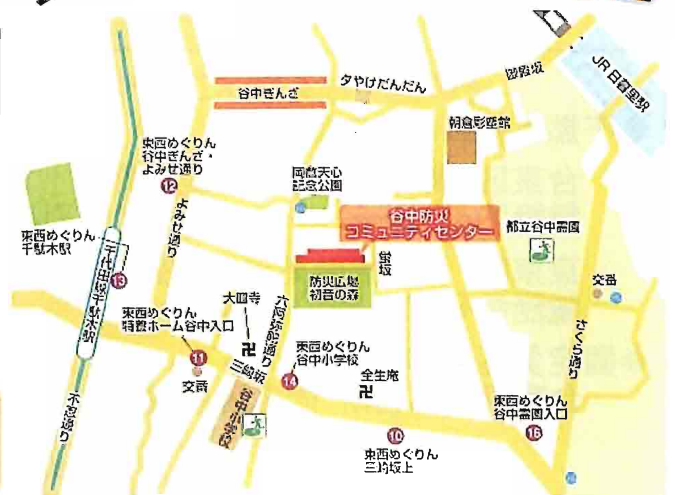 JR日暮里駅
御殿坂
夕やけだんだん
谷中ぎんざ
朝倉彫塑館
東西めぐりん
谷中ぎんざ・
よみせ通り
12
よみせ通り
岡倉天心
記念公園
谷中防災
コミュニティセンター
都立谷中霊園
東西めぐりん
千駄木駅
千代田線千駄木駅
13
防災広場
初音の森
蛍坂
交番
さくら通り
大圓寺
六阿弥陀通り
東西めぐりん
特養ホーム谷中入口
11
交番
三崎坂
東西めぐりん
谷中小学校
14
全生庵
谷中小学校
不忍通り
10
東西めぐりん
三崎坂上
東西めぐりん
谷中霊園入口
16